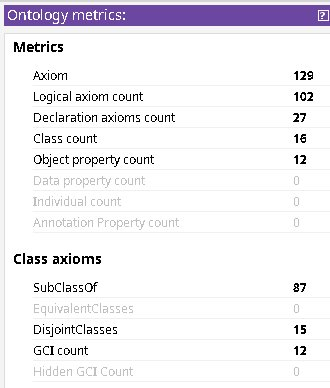 Ontology metrics:
Metrics
Axiom 129
Logical axiom count 102
Declaration axioms count 27
Class count 16
Object property count 12
Data property count 0
Individual count 0
Annotation Property count 0
Class axioms
SubClassOf 87
EquivalentClasses 0
DisjointClasses 15
GCI count 12
Hidden GCI Count 0